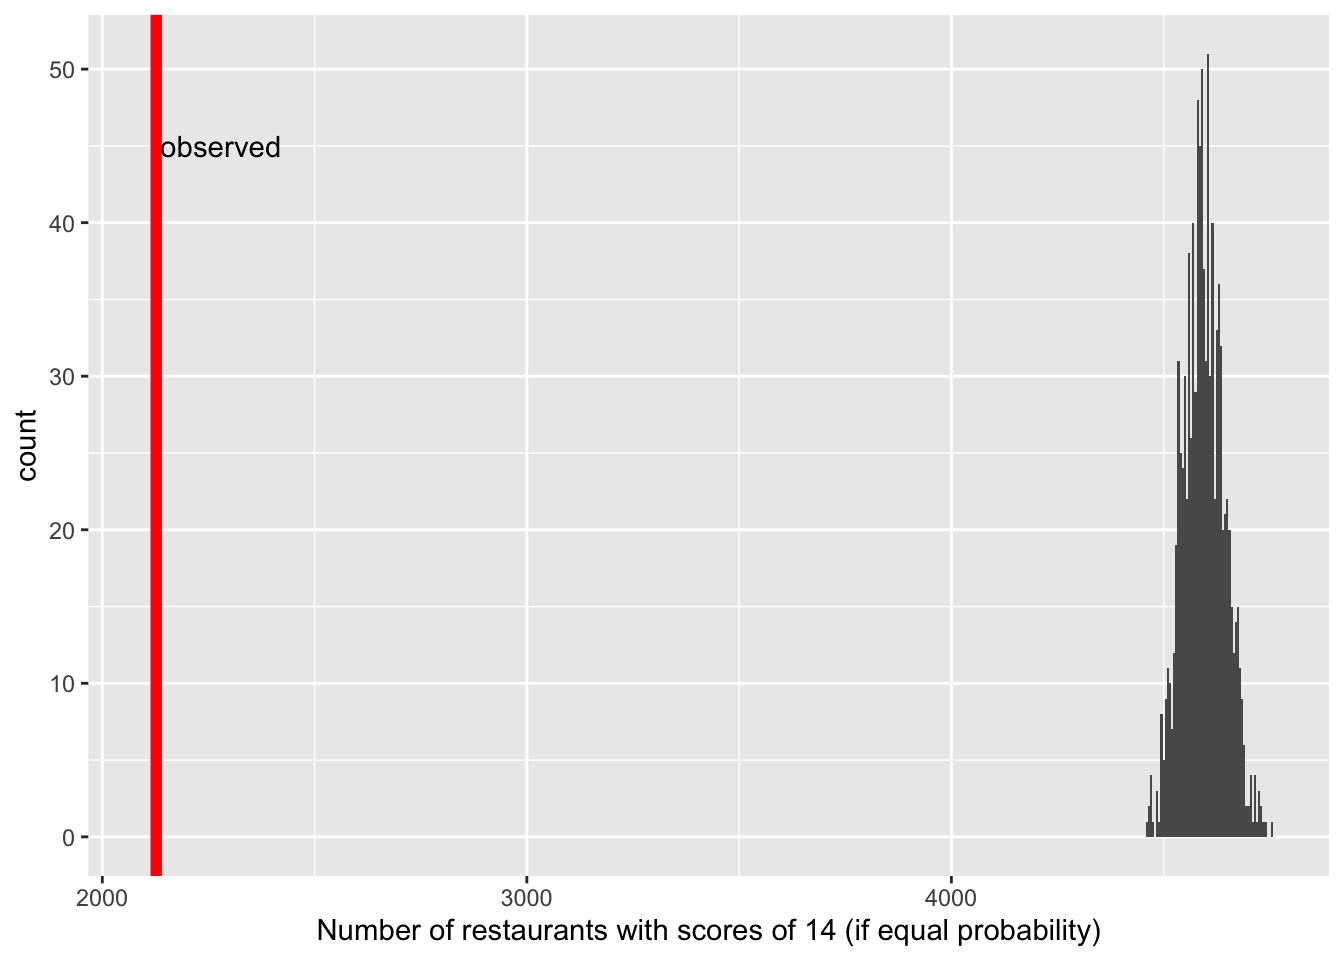 50
observed
40
30
count
20
10
0
2000 3000 4000
Number of restaurants with scores of 14 (if equal probability)